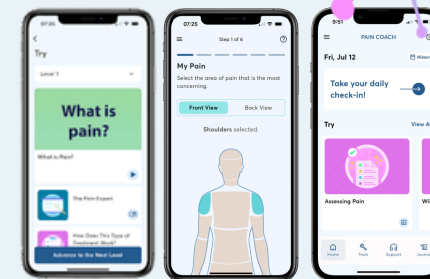 07:25
Try
Level 1
What is
pain?
What is Pain?
The Pain Expert
How Does This Type of
Treatment Work?
Advance to the Next Level
07:25
Step 1 of 6
My Pain
Select the area of pain that is the most
concerning.
Front View
Back View
Shoulders selected.
9:51
PAIN COACH
Fri, Jul 12
Take your daily
check-in!
Try
Assessing Pain
Home
Tools
Support